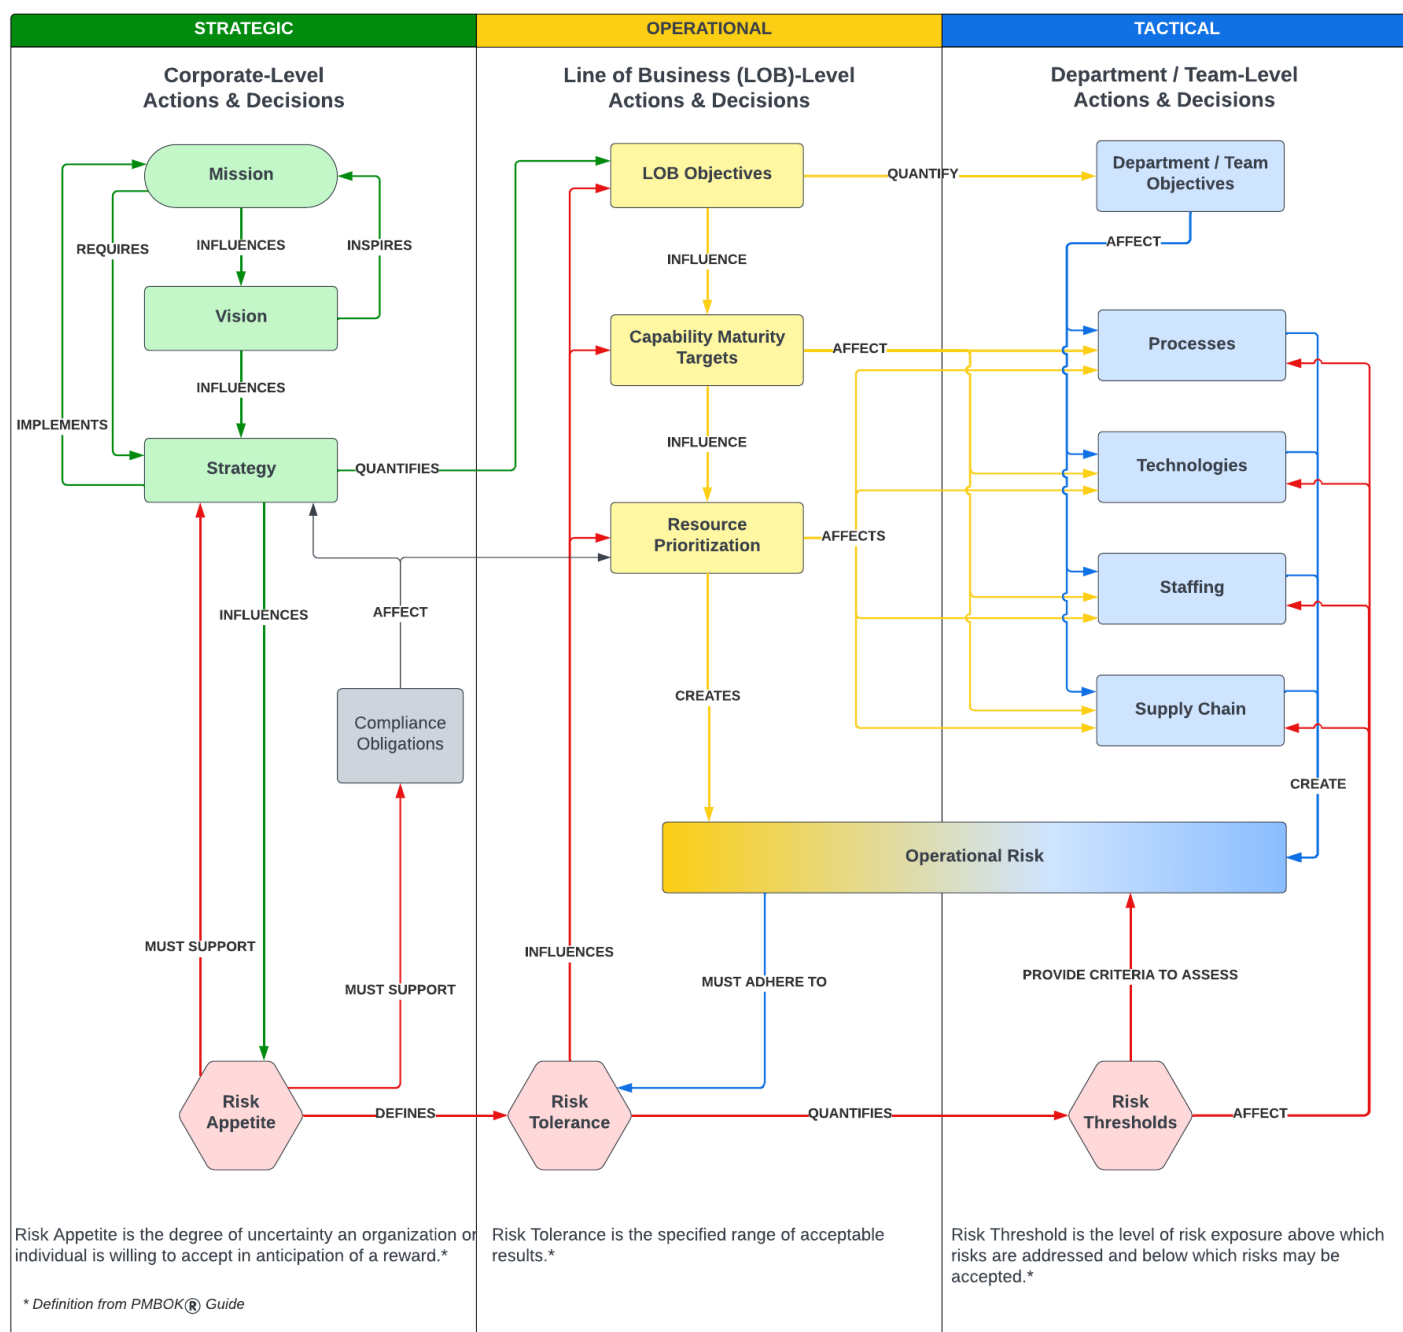 STRATEGIC
OPERATIONAL
TACTICAL
Corporate-Level
Actions & Decisions
Line of Business (LOB)-Level
Actions & Decisions
Department / Team-Level
Actions & Decisions
Mission
REQUIRES
INFLUENCES
INSPIRES
Vision
INFLUENCES
IMPLEMENTS
Strategy
QUANTIFIES
INFLUENCES
AFFECT
Compliance
Obligations
MUST SUPPORT
MUST SUPPORT
Risk
Appetite
DEFINES
LOB Objectives
QUANTIFY
INFLUENCE
Capability Maturity
Targets
AFFECT
INFLUENCE
Resource
Prioritization
AFFECTS
CREATES
Department / Team
Objectives
AFFECT
Processes
Technologies
Staffing
Supply Chain
CREATE
Operational Risk
INFLUENCES
MUST ADHERE TO
PROVIDE CRITERIA TO ASSESS
Risk
Tolerance
QUANTIFIES
Risk
Thresholds
AFFECT
Risk Appetite is the degree of uncertainty an organization or
individual is willing to accept in anticipation of a reward.*
* Definition from PMBOK® Guide
Risk Tolerance is the specified range of acceptable
results.*
Risk Threshold is the level of risk exposure above which
risks are addressed and below which risks may be
accepted.*